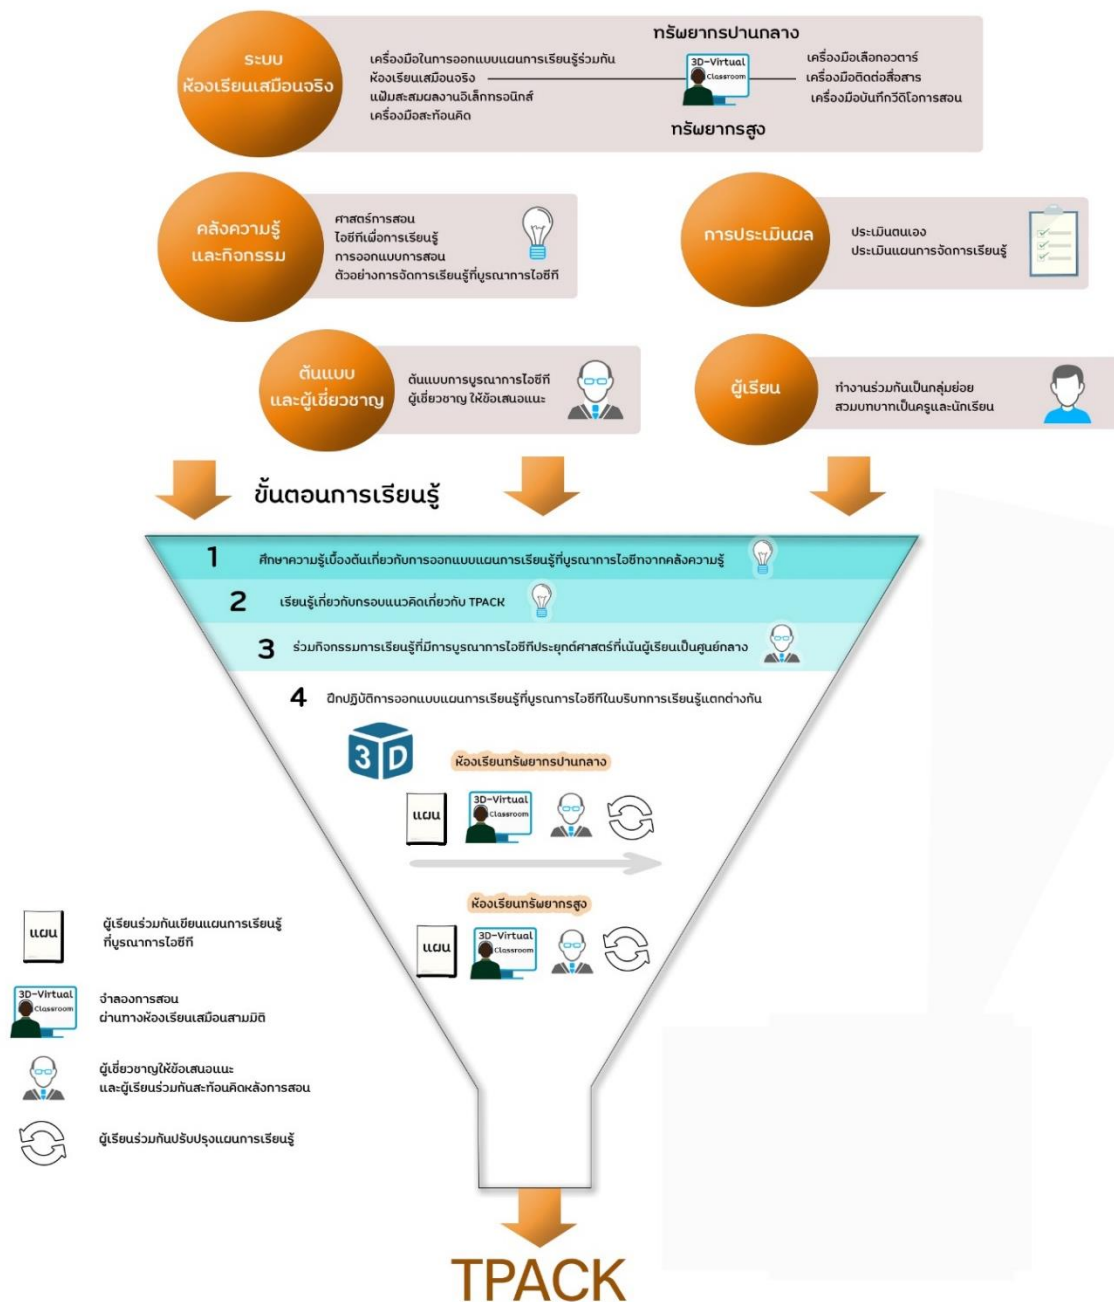 ระบบ
ห้องเรียนเสมือนจริง
เครื่องมือในการออกแบบแผนการเรียนรู้ร่วมกัน
ห้องเรียนเสมือนจริง
แฟ้มสะสมผลงานอิเล็กทรอนิกส์
เครื่องมือสะท้อนคิด
ทรัพยากรปานกลาง
3D-Virtual
Classroom
ทรัพยากรสูง
เครื่องมือเลือกอวตาร์
เครื่องมือติดต่อสื่อสาร
เครื่องมือบันทึกวีดิโอการสอน
คลังความรู้
และกิจกรรม
ศาสตร์การสอน
ไอซีทีเพื่อการเรียนรู้
การออกแบบการสอน
ตัวอย่างการจัดการเรียนรู้ที่บูรณาการไอซีที
การประเมินผล
ประเมินตนเอง
ประเมินแผนการจัดการเรียนรู้
ต้นแบบ
และผู้เชี่ยวชาญ
ต้นแบบการบูรณาการไอซีที
ผู้เชี่ยวชาญ ให้ข้อเสนอแนะ
ผู้เรียน
ทำงานร่วมกันเป็นกลุ่มย่อย
สวมบทบาทเป็นครูและนักเรียน
ขั้นตอนการเรียนรู้
1 ศึกษาความรู้เบื้องต้นเกี่ยวกับการออกแบบแผนการเรียนรู้ที่บูรณาการไอซีทีจากคลังความรู้
2 เรียนรู้เกี่ยวกับกรอบแนวคิดเกี่ยวกับ TPACK
3 ร่วมกิจกรรมการเรียนรู้ที่มีการบูรณาการไอซีทีประยุกต์ศาสตร์ที่เน้นผู้เรียนเป็นศูนย์กลาง
4 ฝึกปฏิบัติการออกแบบแผนการเรียนรู้ที่บูรณการไอซีทีในบริบทการเรียนรู้แตกต่างกัน
3D
ห้องเรียนทรัพยากรปานกลาง
แผน
3D-Virtual
Classroom
ห้องเรียนทรัพยากรสูง
แผน
3D-Virtual
Classroom
แผน
ผู้เรียนร่วมกันเขียนแผนการเรียนรู้
ที่บูรณาการไอซีที
3D-Virtual
Classroom
จำลองการสอน
ผ่านทางห้องเรียนเสมือนสามมิติ
ผู้เชี่ยวชาญให้ข้อเสนอแนะ
และผู้เรียนร่วมกันสะท้อนคิดหลังการสอน
ผู้เรียนร่วมกันปรับปรุงแผนการเรียนรู้
TPACK